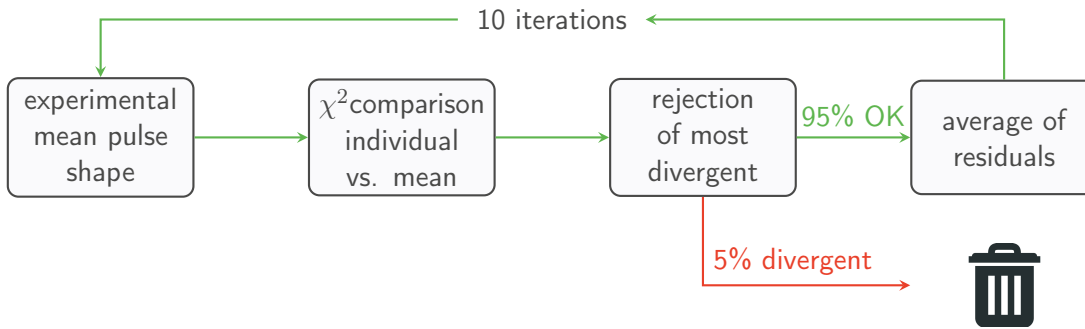 10 iterations
experimental
mean pulse
shape
χ²comparison
individual
vs. mean
rejection
of most
divergent
95% OK
average of
residuals
5% divergent